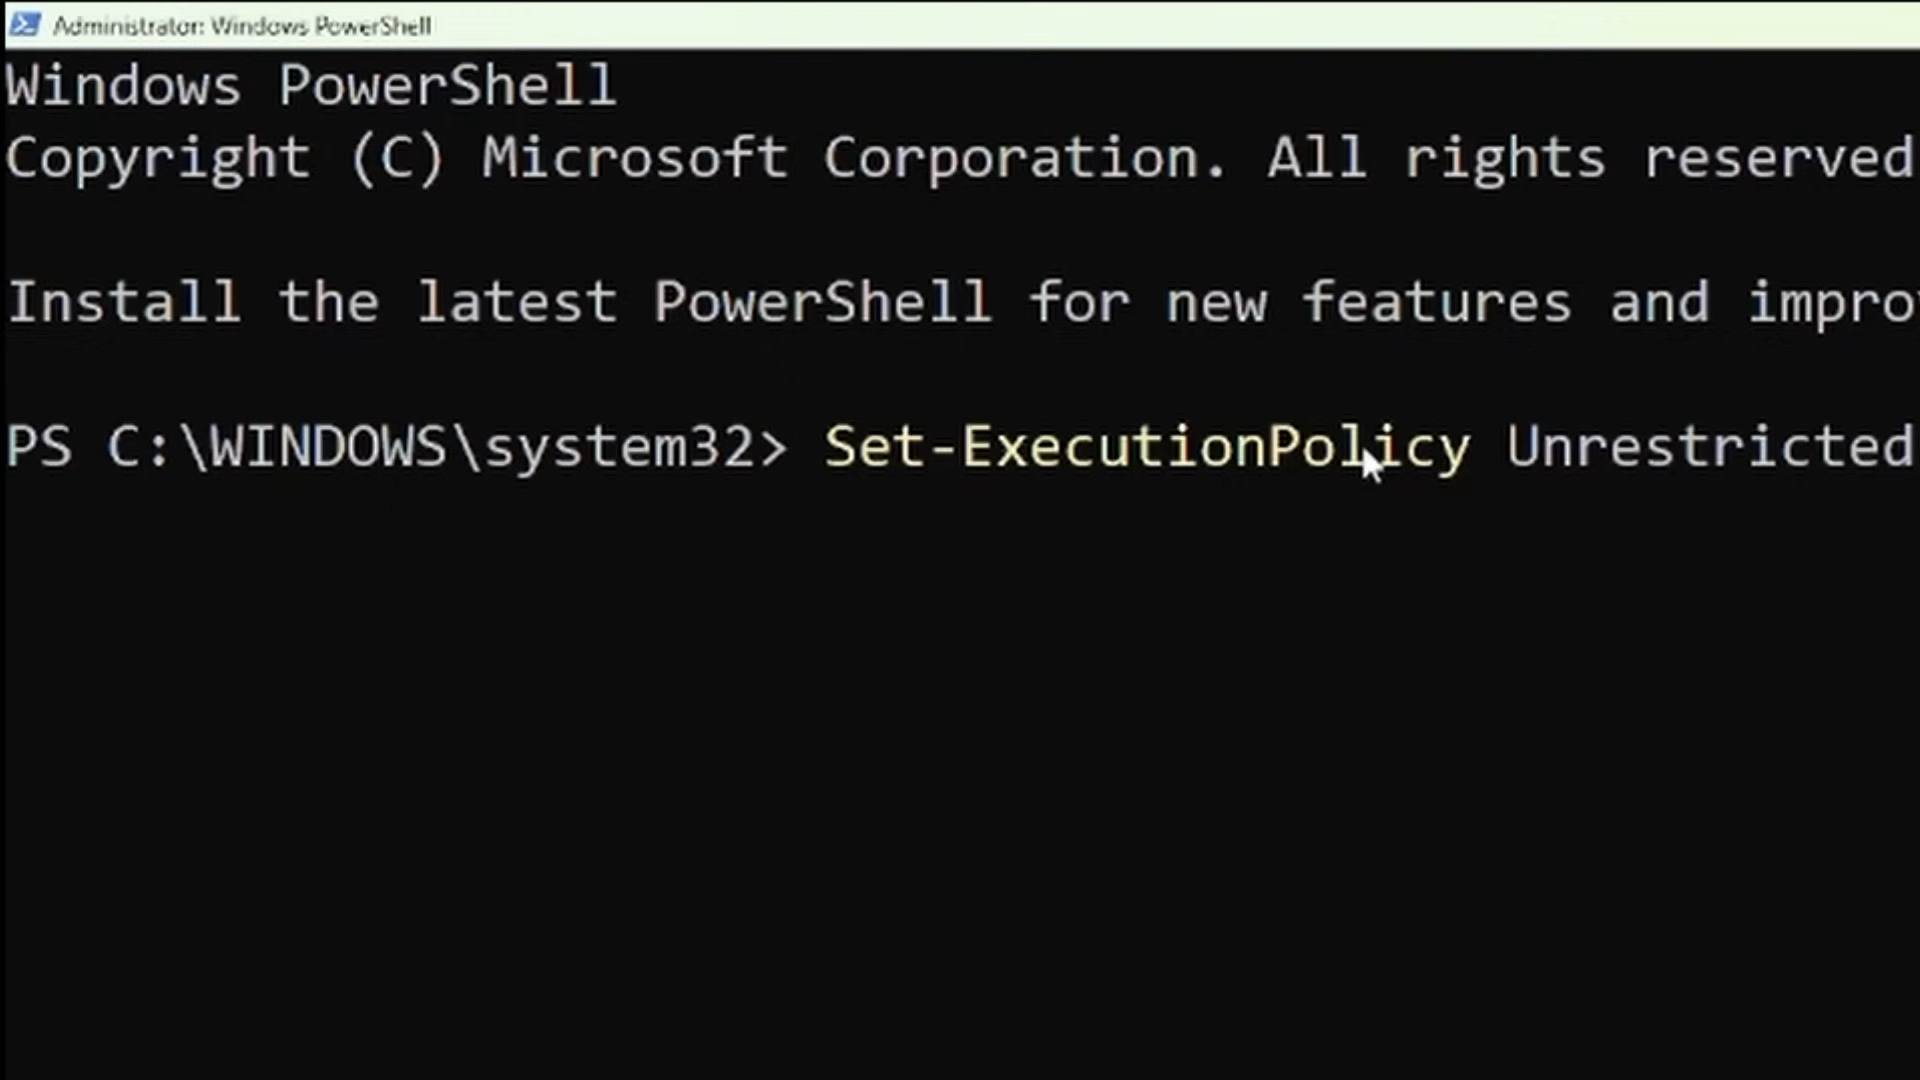 Administrator: Windows PowerShell
Windows PowerShell
Copyright (C) Microsoft Corporation. All rights reserved
Install the latest PowerShell for new features and impro
PS C:\WINDOWS\system32> Set-ExecutionPolicy Unrestricted